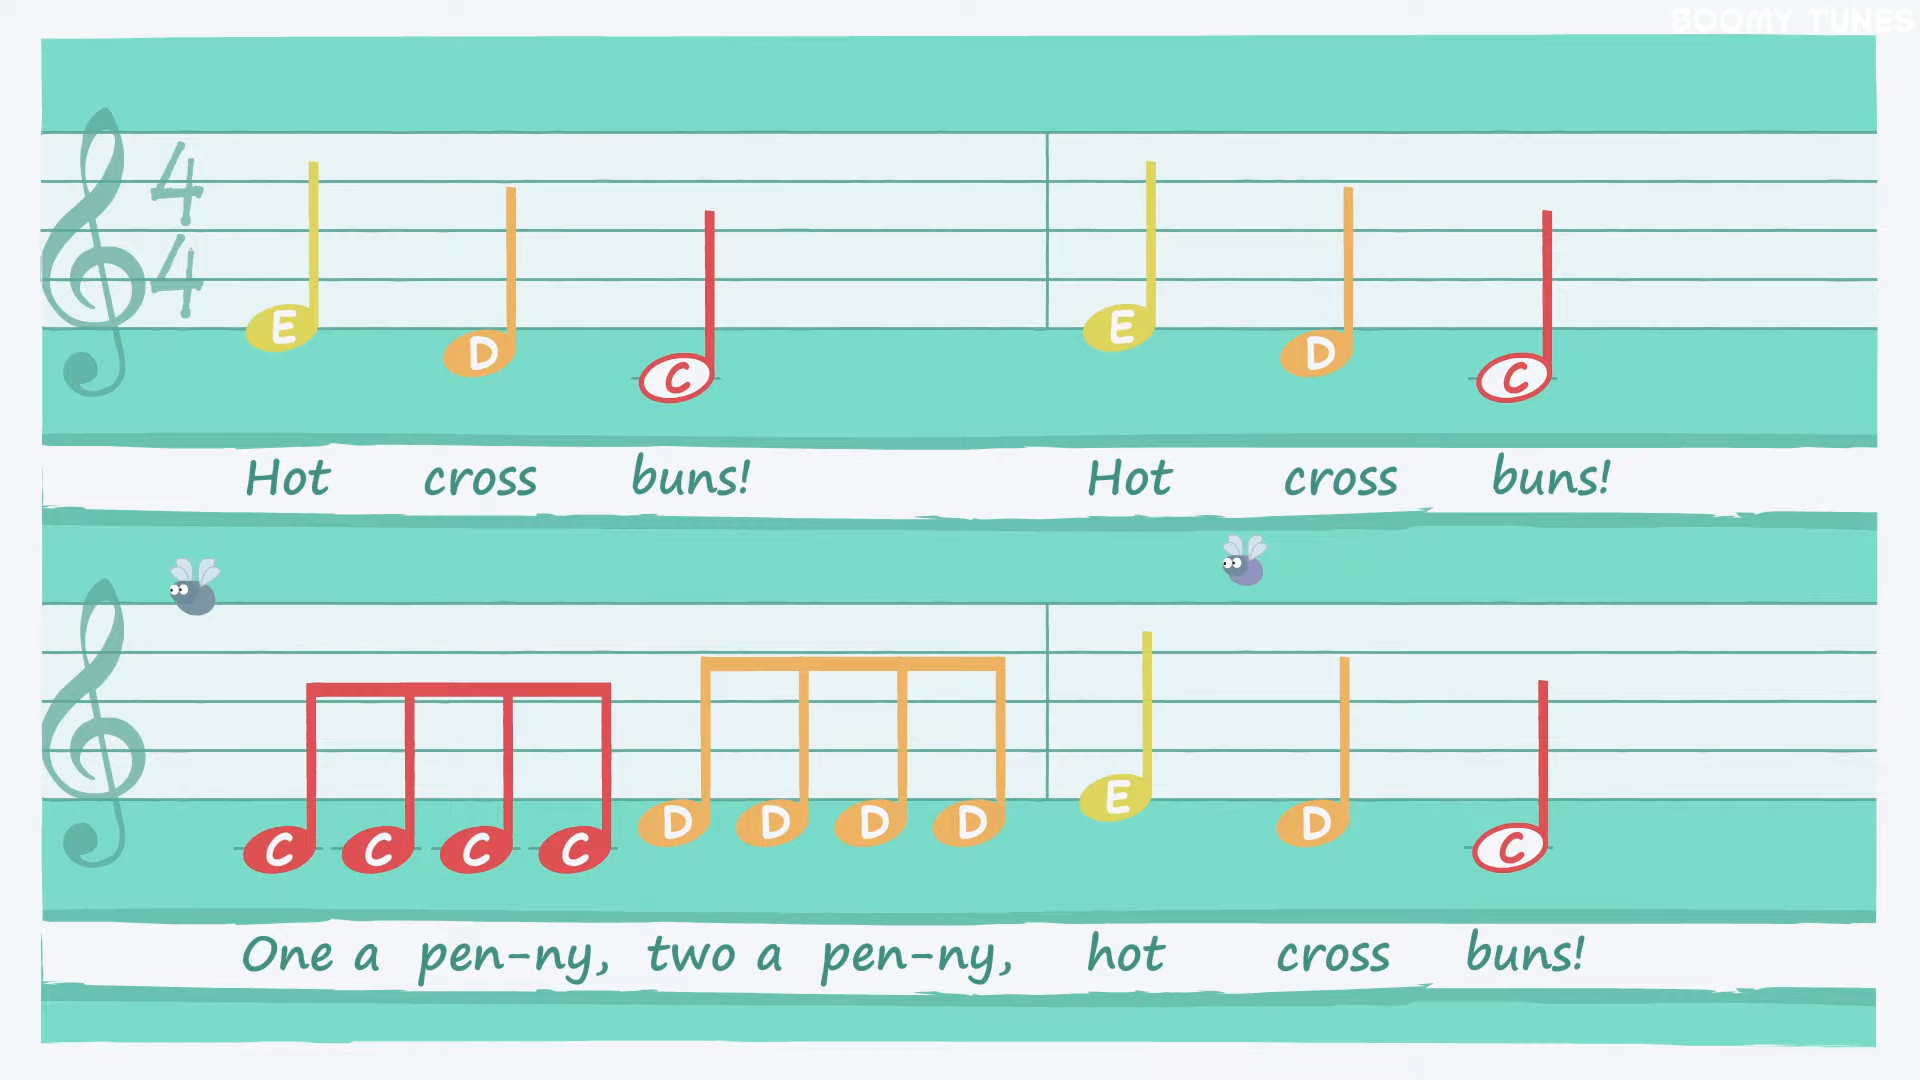 BOOMY TUNES
4
4
E D C E D C
Hot cross buns! Hot cross buns!
C C C C D D D D E D C
One a pen-ny, two a pen-ny, hot cross buns!